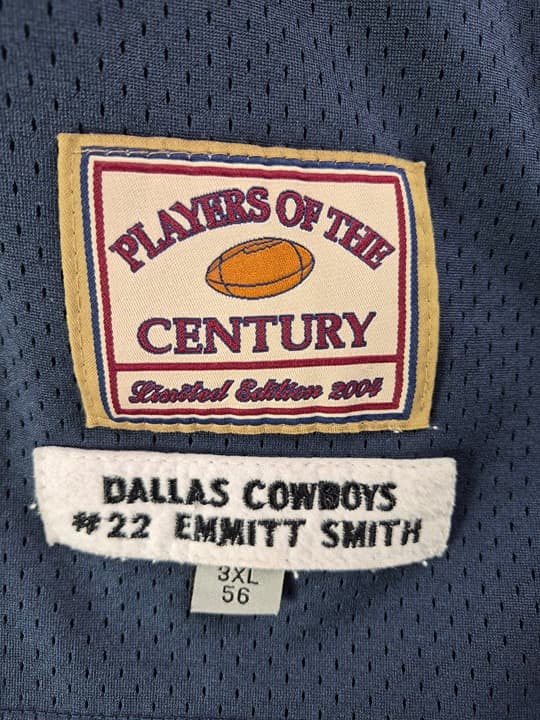 PLAYERS OF THE
CENTURY
Limited Edition 2004
DALLAS COWBOYS
#22 EMMITT SMITH
3XL
56